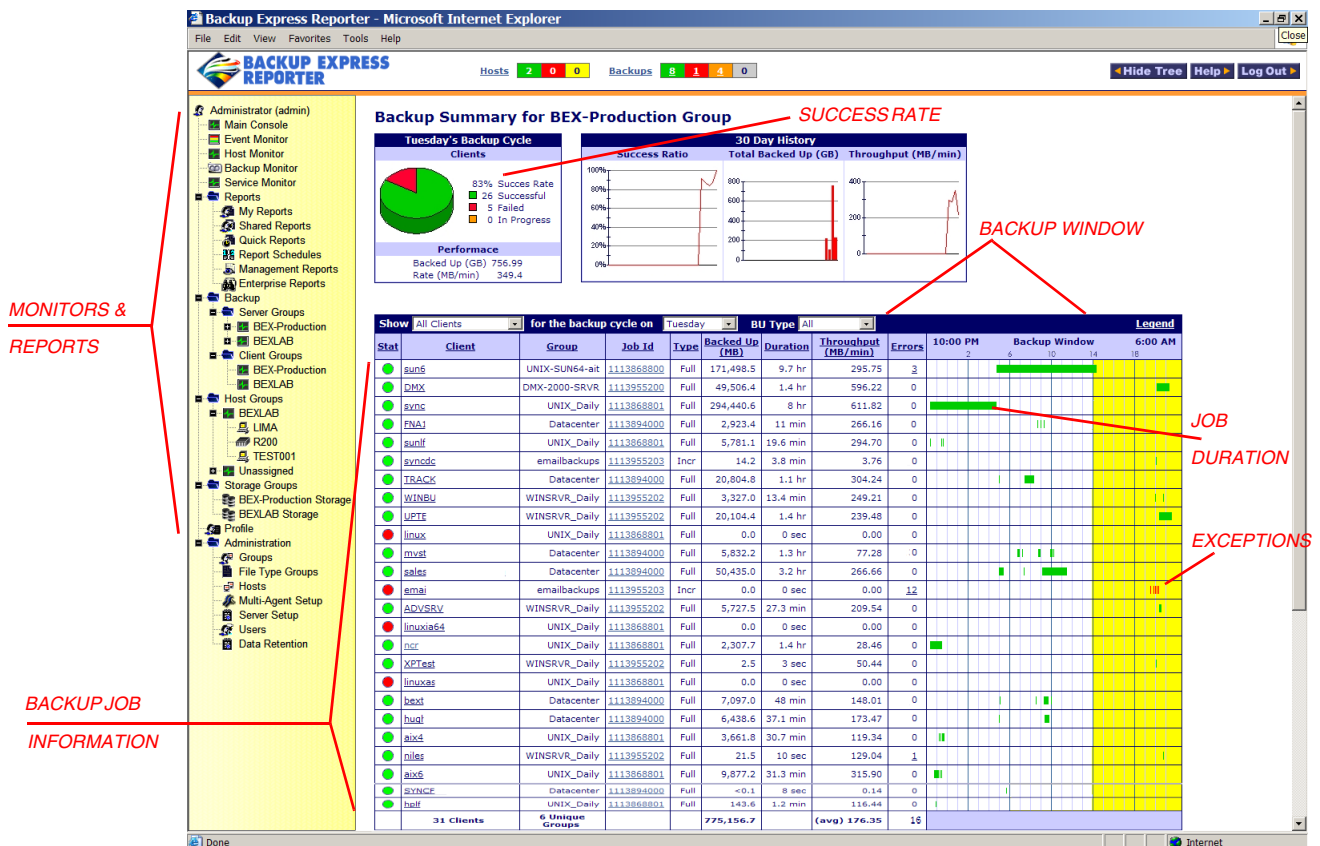 Backup Express Reporter - Microsoft Internet Explorer
File Edit View Favorites Tools Help
Close
BACKUP EXPRESS
REPORTER
Hosts 2 0 0 Backups 8 1 4 0
Hide Tree Help Log Out
Administrator (admin)
Main Console
Event Monitor
Host Monitor
Backup Monitor
Service Monitor
Reports
My Reports
Shared Reports
Quick Reports
Report Schedules
Management Reports
Enterprise Reports
Backup
Server Groups
BEX-Production
BEXLAB
Client Groups
BEX-Production
BEXLAB
Host Groups
BEXLAB
LIMA
R200
TEST001
Unassigned
Storage Groups
BEX-Production Storage
BEXLAB Storage
Profile
Administration
Groups
File Type Groups
Hosts
Multi-Agent Setup
Server Setup
Users
Data Retention
MONITORS &
REPORTS
BACKUP JOB
INFORMATION
Backup Summary for BEX-Production Group
SUCCESS RATE
Tuesday's Backup Cycle
Clients
83% Succes Rate
26 Successful
5 Failed
0 In Progress
Performace
Backed Up (GB) 756.99
Rate (MB/min) 349.4
30 Day History
Success Ratio Total Backed Up (GB) Throughput (MB/min)
100%
80%
60%
40%
20%
0%
800
600
400
200
0
400
200
0
BACKUP WINDOW
Show All Clients for the backup cycle on Tuesday BU Type All Legend
Stat Client Group Job Id Type Backed Up (MB) Duration Throughput (MB/min) Errors 10:00 PM Backup Window 6:00 AM
2 6 10 14 18
sun6 UNIX-SUN64-ait 1113868800 Full 171,498.5 9.7 hr 295.75 3
DMX DMX-2000-SRVR 1113955200 Full 49,506.4 1.4 hr 596.22 0
sync UNIX_Daily 1113868801 Full 294,440.6 8 hr 611.82 0
FNA1 Datacenter 1113894000 Full 2,923.4 11 min 266.16 0
sunlf UNIX_Daily 1113868801 Full 5,781.1 19.6 min 294.70 0
syncdc emailbackups 1113955203 Incr 14.2 3.8 min 3.76 0
TRACK Datacenter 1113894000 Full 20,804.8 1.1 hr 304.24 0
WINBU WINSRVR_Daily 1113955202 Full 3,327.0 13.4 min 249.21 0
UPTE WINSRVR_Daily 1113955202 Full 20,104.4 1.4 hr 239.48 0
linux UNIX_Daily 1113868801 Full 0.0 0 sec 0.00 0
mvst Datacenter 1113894000 Full 5,832.2 1.3 hr 77.28 0
sales Datacenter 1113894000 Full 50,435.0 3.2 hr 266.66 0
emai emailbackups 1113955203 Incr 0.0 0 sec 0.00 12
ADVSRV WINSRVR_Daily 1113955202 Full 5,727.5 27.3 min 209.54 0
linuxia64 UNIX_Daily 1113868801 Full 0.0 0 sec 0.00 0
ncr UNIX_Daily 1113868801 Full 2,307.7 1.4 hr 28.46 0
XPTest WINSRVR_Daily 1113955202 Full 2.5 3 sec 50.44 0
linuxas UNIX_Daily 1113868801 Full 0.0 0 sec 0.00 0
bext Datacenter 1113894000 Full 7,097.0 48 min 148.01 0
hugt Datacenter 1113894000 Full 6,438.6 37.1 min 173.47 0
aix4 UNIX_Daily 1113868801 Full 3,661.8 30.7 min 119.34 0
niles WINSRVR_Daily 1113955202 Full 21.5 10 sec 129.04 1
aix6 UNIX_Daily 1113868801 Full 9,877.2 31.3 min 315.90 0
SYNCF Datacenter 1113894000 Full <0.1 8 sec 0.14 0
hplf UNIX_Daily 1113868801 Full 143.6 1.2 min 116.44 0
31 Clients 6 Unique Groups 775,156.7 (avg) 176.35 16
JOB
DURATION
EXCEPTIONS
Done Internet